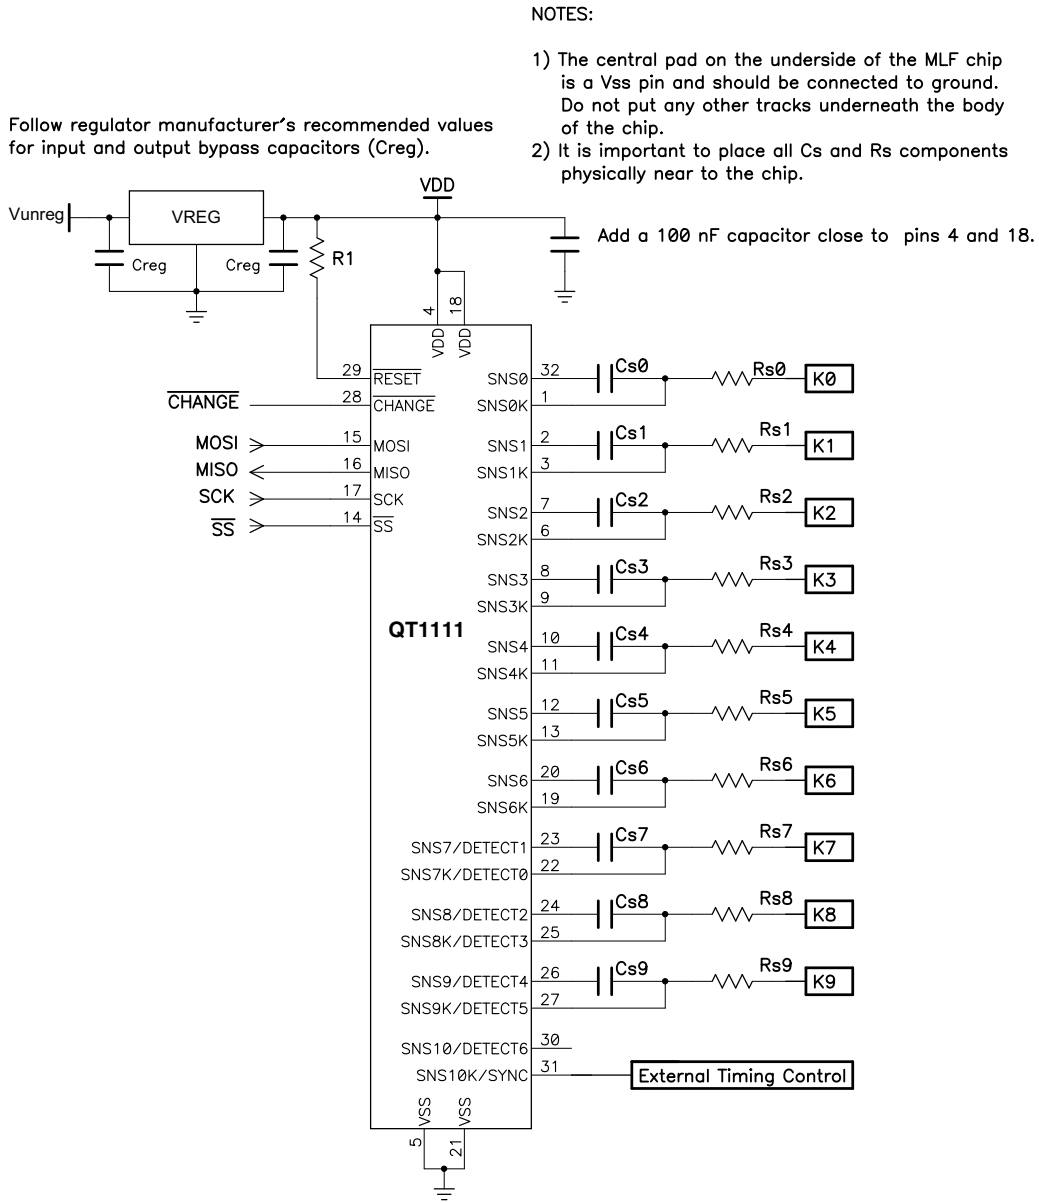 NOTES:
1) The central pad on the underside of the MLF chip
is a Vss pin and should be connected to ground.
Do not put any other tracks underneath the body
of the chip.
2) It is important to place all Cs and Rs components
physically near to the chip.
Follow regulator manufacturer's recommended values
for input and output bypass capacitors (Creg).
VDD
Vunreg
VREG
Creg
Creg
R1
Add a 100 nF capacitor close to pins 4 and 18.
4
18
VDD
VDD
29
RESET
CHANGE
28
CHANGE
MOSI
15
MOSI
MISO
16
MISO
SCK
17
SCK
SS
14
SS
QT1111
SNS0
32
Cs0
Rs0
K0
SNS0K
1
SNS1
2
Cs1
Rs1
K1
SNS1K
3
SNS2
7
Cs2
Rs2
K2
SNS2K
6
SNS3
8
Cs3
Rs3
K3
SNS3K
9
SNS4
10
Cs4
Rs4
K4
SNS4K
11
SNS5
12
Cs5
Rs5
K5
SNS5K
13
SNS6
20
Cs6
Rs6
K6
SNS6K
19
SNS7/DETECT1
23
Cs7
Rs7
K7
SNS7K/DETECT0
22
SNS8/DETECT2
24
Cs8
Rs8
K8
SNS8K/DETECT3
25
SNS9/DETECT4
26
Cs9
Rs9
K9
SNS9K/DETECT5
27
SNS10/DETECT6
30
SNS10K/SYNC
31
External Timing Control
VSS
VSS
5
21